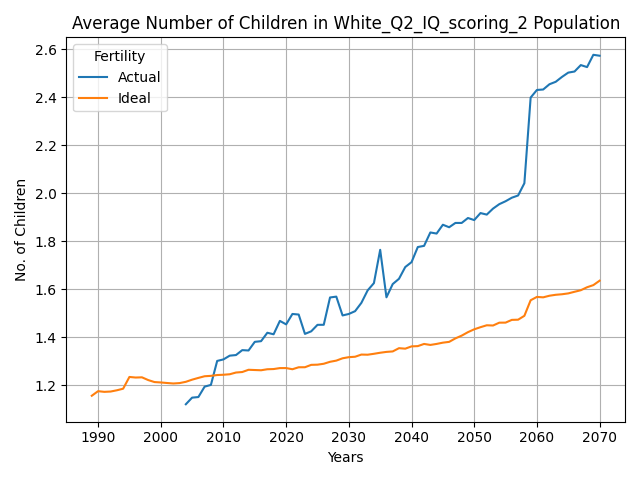 Average Number of Children in White_Q2_IQ_scoring_2 Population
Fertility
Actual
Ideal
No. of Children
2.6
2.4
2.2
2.0
1.8
1.6
1.4
1.2
1990 2000 2010 2020 2030 2040 2050 2060 2070
Years